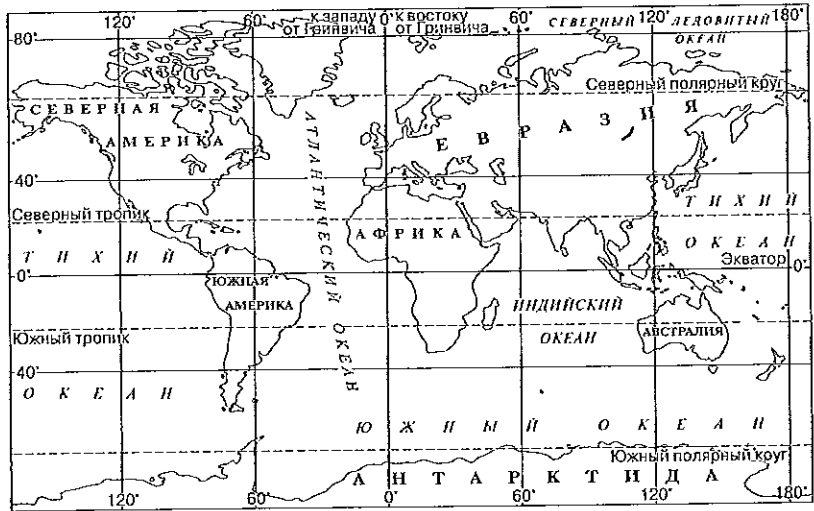 120° 60° к западу 0° к востоку 60° 120° 180°
от Гринвича от Гринвича
СЕВЕРНЫЙ ЛЕДОВИТЫЙ
ОКЕАН
80°
Северный полярный круг
СЕВЕРНАЯ
АМЕРИКА
ЕВРАЗИЯ
АТЛАНТИЧЕСКИЙ ОКЕАН
40°
Северный тропик
ТИХИЙ
АФРИКА
ТИХИЙ
ОКЕАН
Экватор
0° 0°
ЮЖНАЯ
АМЕРИКА
ИНДИЙСКИЙ
ОКЕАН
АВСТРАЛИЯ
Южный тропик
40°
ОКЕАН
ЮЖНЫЙ ОКЕАН
Южный полярный круг
АНТАРКТИДА
120° 60° 0° 60° 120° 180°